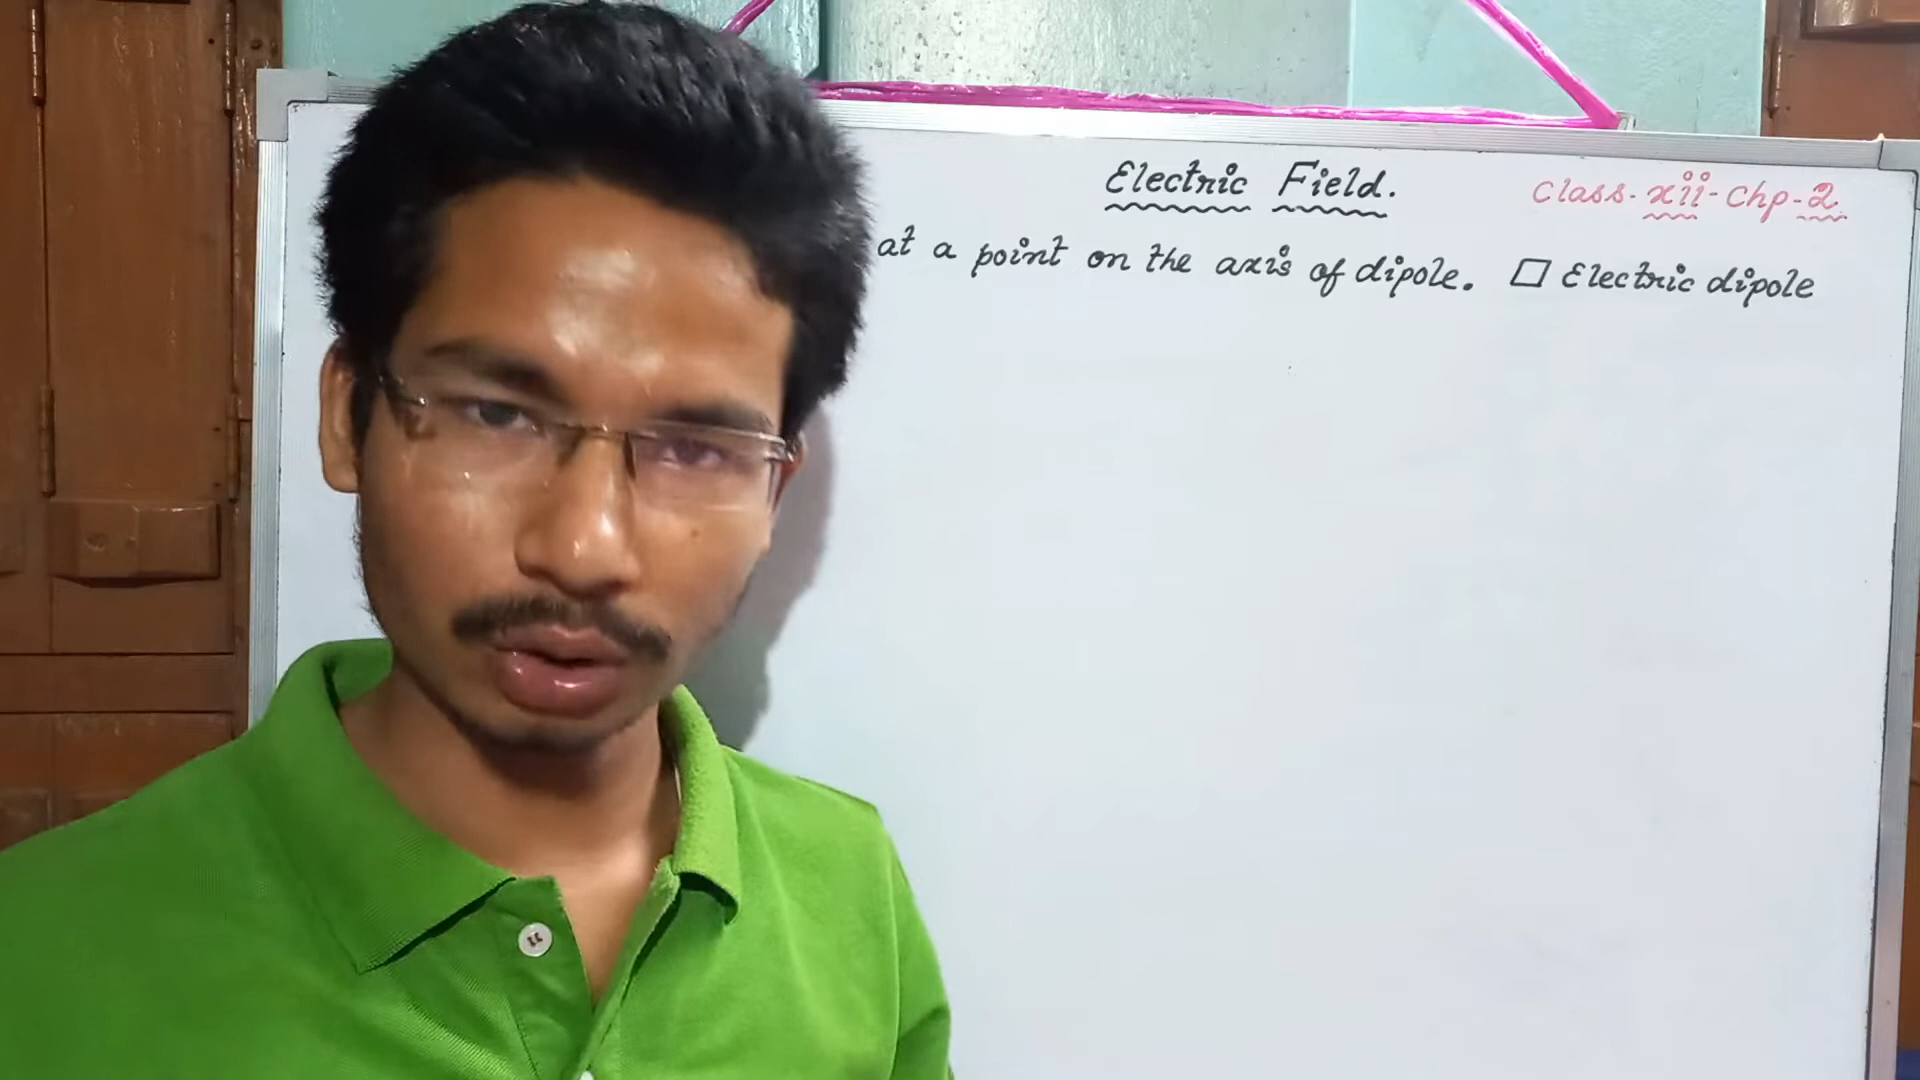 Electric Field.
Class-xii-Chp-2
at a point on the axis of dipole. □ Electric dipole